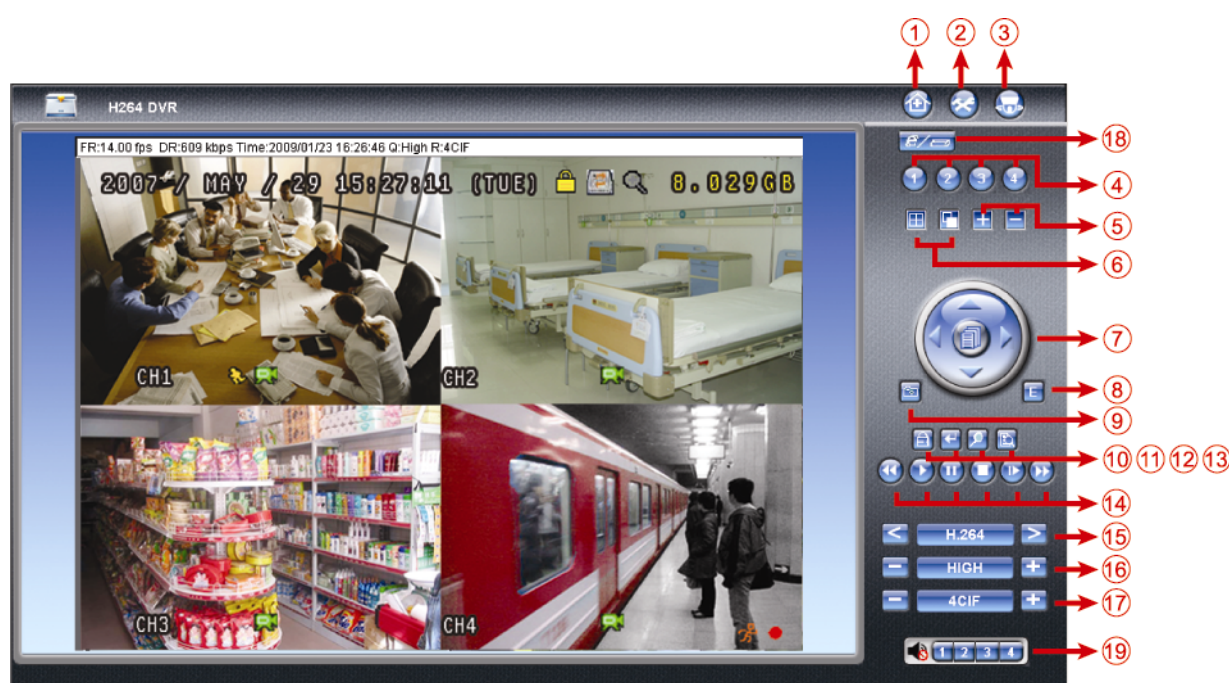 ① ② ③
H264 DVR
⑱
FR:14.00 fps DR:609 kbps Time:2009/01/23 16:26:46 Q:High R:4CIF
2007 / MAY / 29 15:27:11 (TUE) 8.029GB
1 2 3 4
④
⑤
⑥
⑦
CH1
CH2
E
⑧
⑨
⑩ ⑪ ⑫ ⑬
⑭
< H.264 >
⑮
- HIGH +
⑯
- 4CIF +
⑰
CH3
CH4
1 2 3 4
⑲